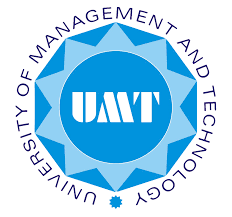 UNIVERSITY OF MANAGEMENT AND TECHNOLOGY
UMT